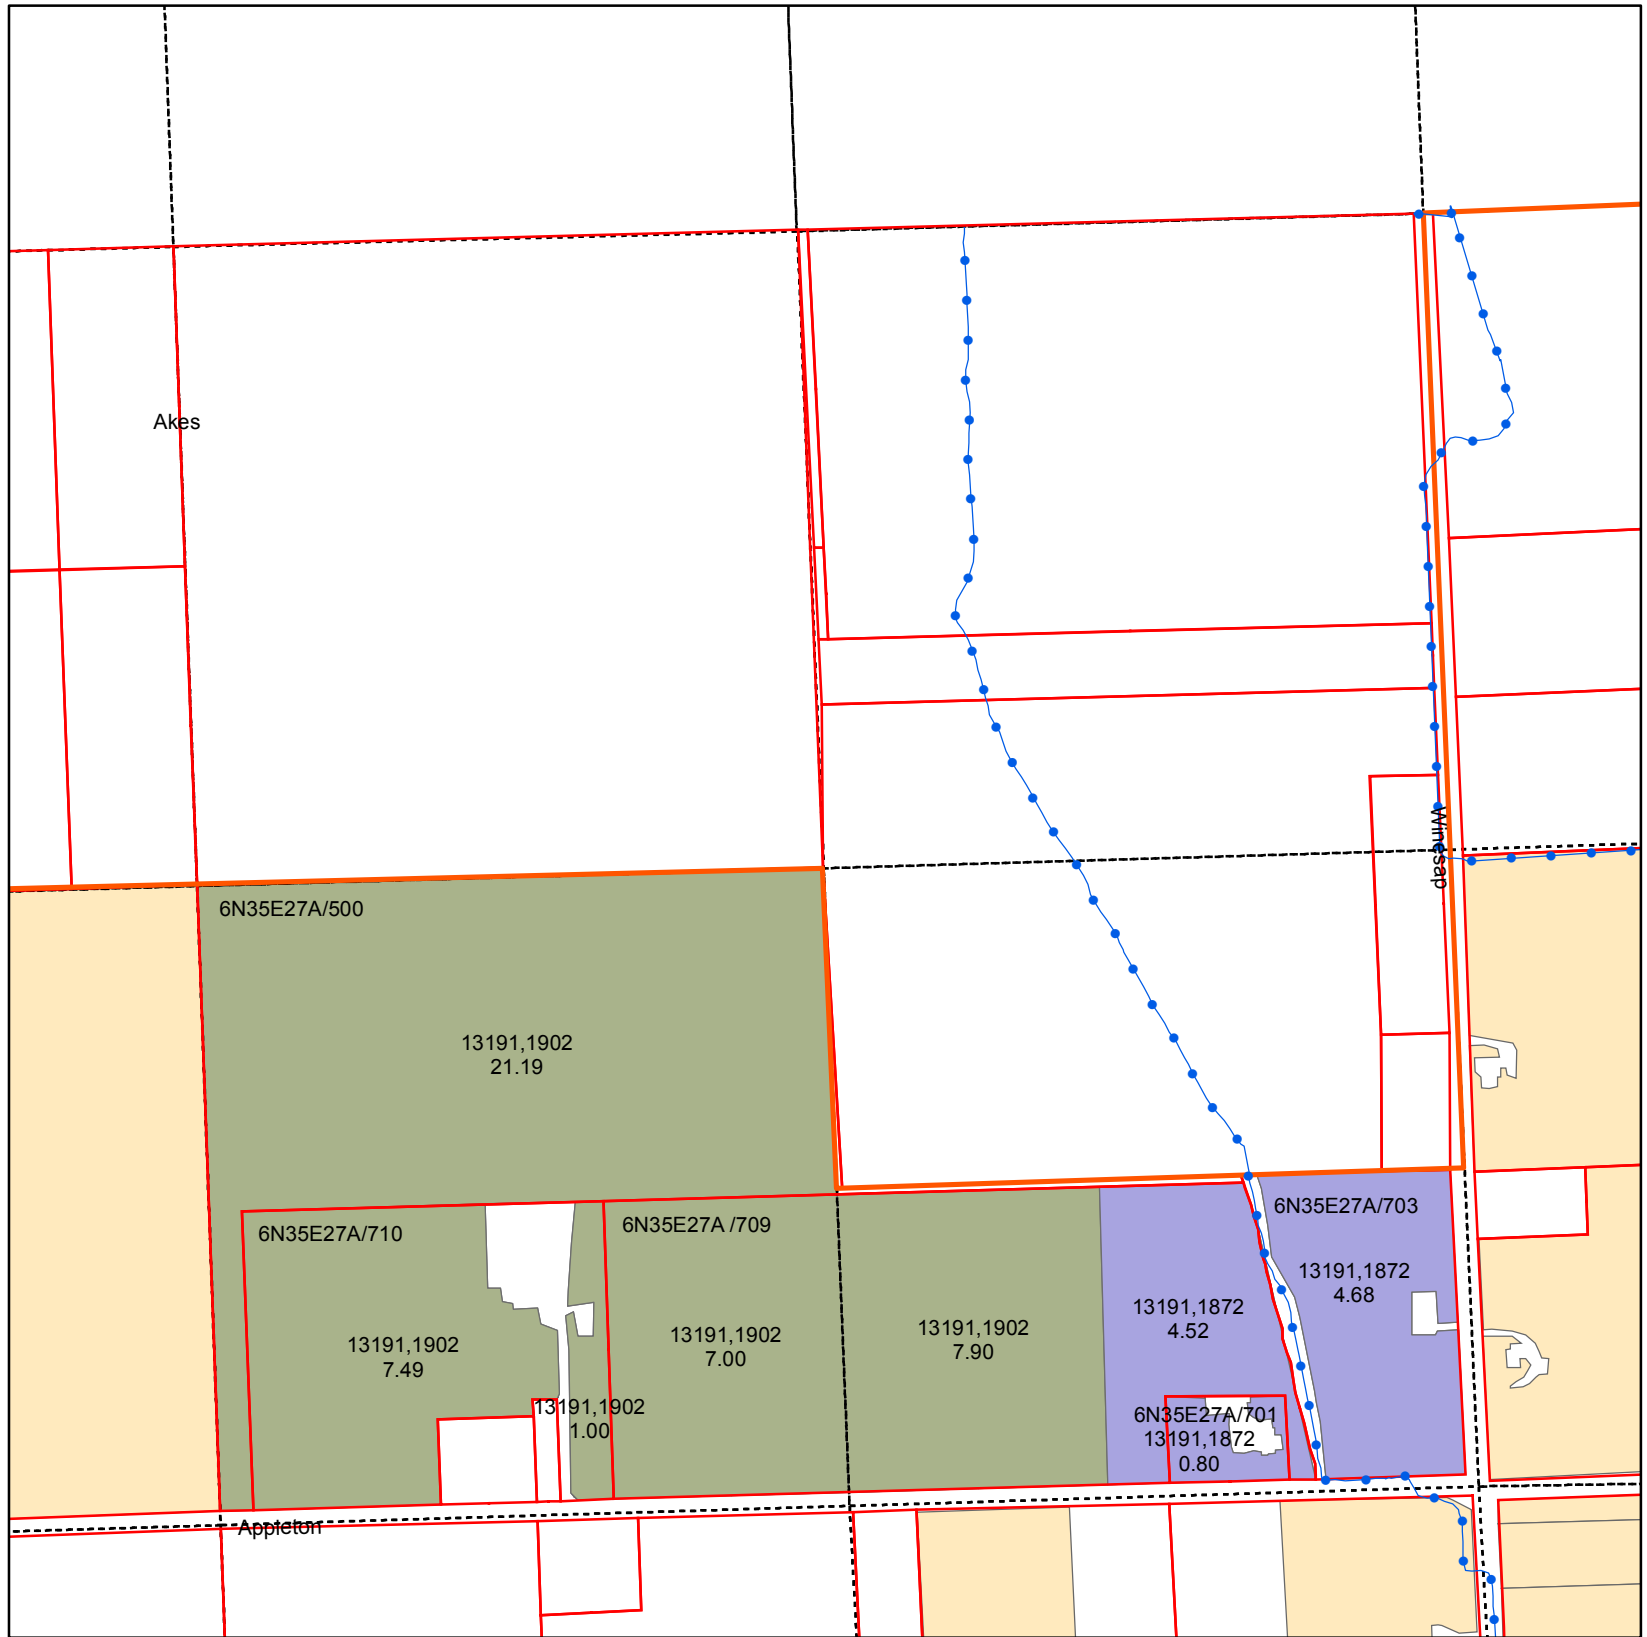 Akes
Winesap
6N35E27A/500
13191,1902
21.19
6N35E27A/710
6N35E27A /709
6N35E27A/703
13191,1902
7.49
13191,1902
1.00
13191,1902
7.00
13191,1902
7.90
13191,1872
4.52
13191,1872
4.68
6N35E27A/701
13191,1872
0.80
Appleton